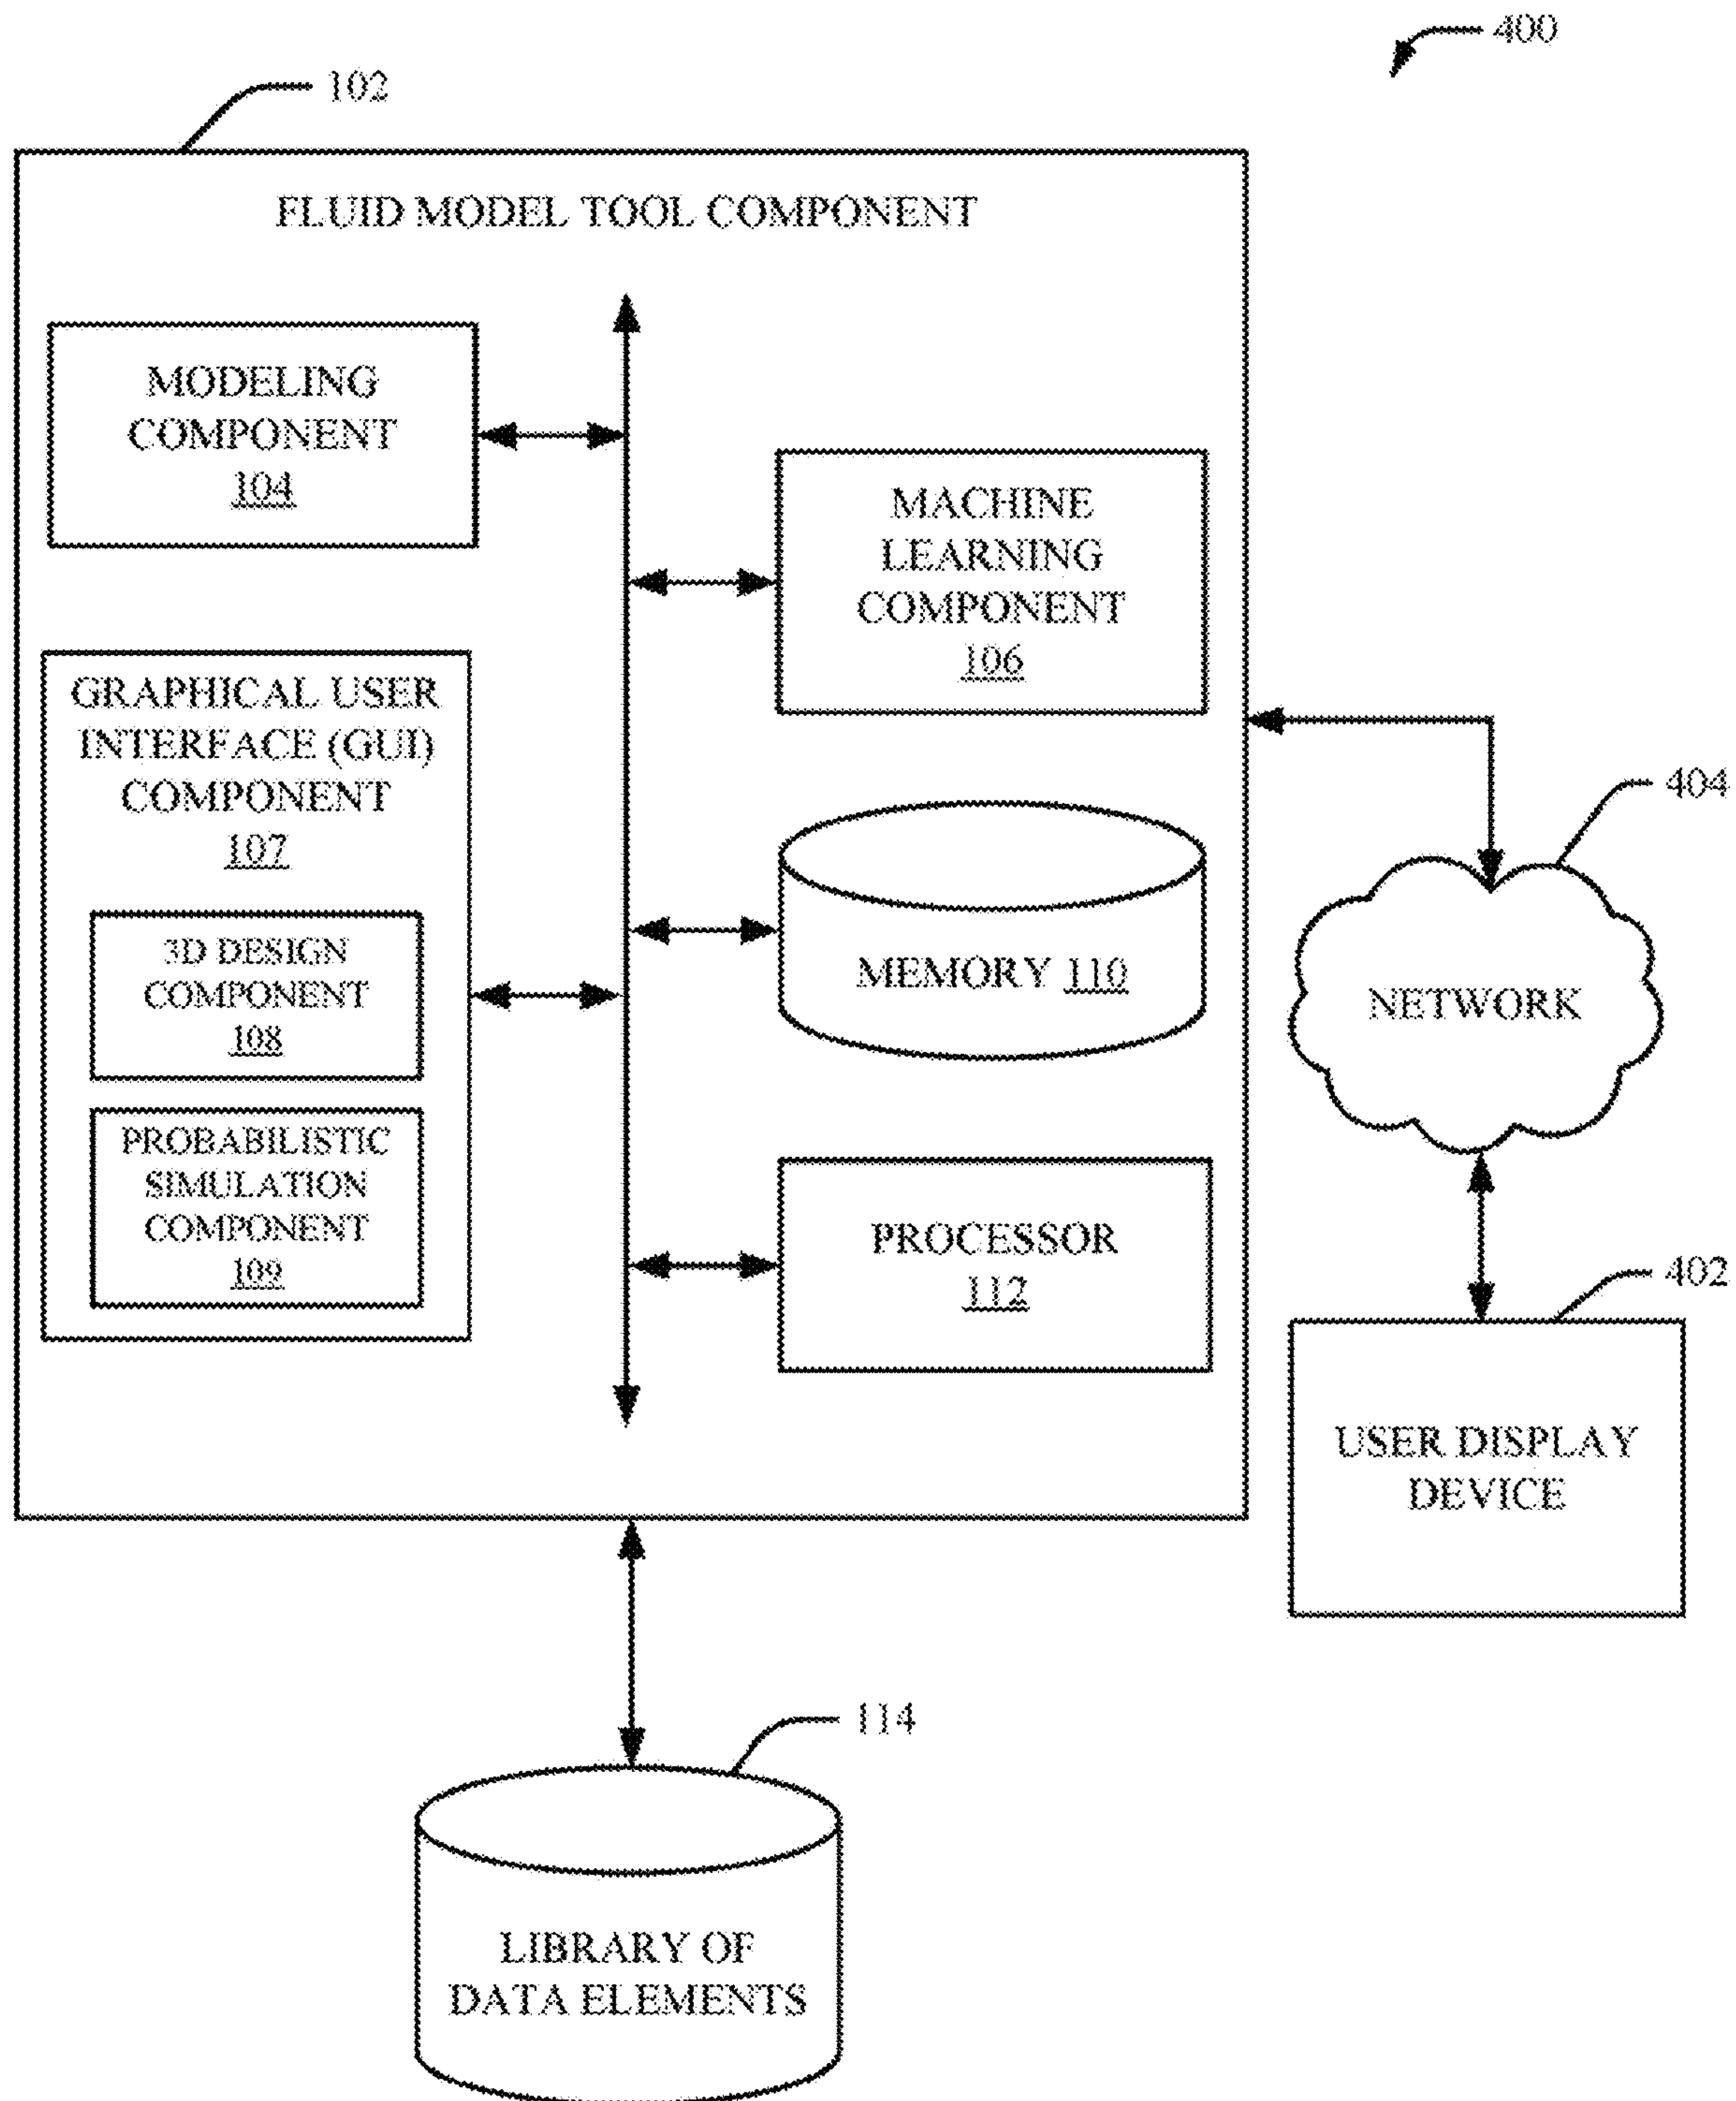 400
102
FLUID MODEL TOOL COMPONENT
MODELING
COMPONENT
104
MACHINE
LEARNING
COMPONENT
106
GRAPHICAL USER
INTERFACE (GUI)
COMPONENT
107
3D DESIGN
COMPONENT
108
PROBABILISTIC
SIMULATION
COMPONENT
109
MEMORY 110
PROCESSOR
112
404
NETWORK
402
USER DISPLAY
DEVICE
114
LIBRARY OF
DATA ELEMENTS